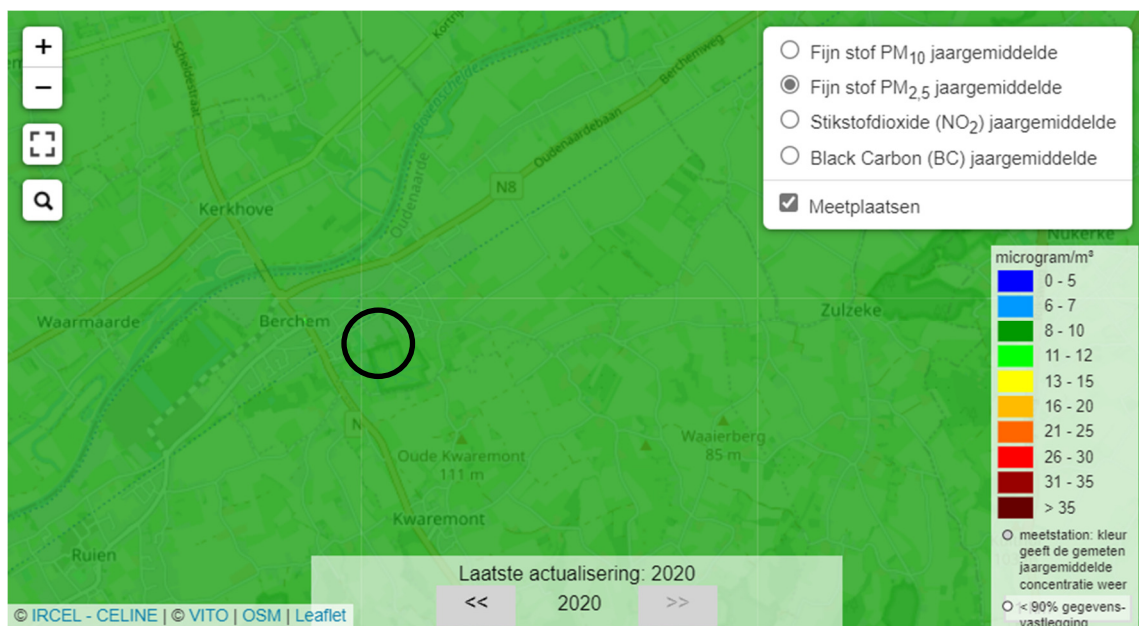 +
−
Fijn stof PM10 jaargemiddelde
Fijn stof PM2,5 jaargemiddelde
Stikstofdioxide (NO2) jaargemiddelde
Black Carbon (BC) jaargemiddelde
Meetplaatsen
Scheldestraat
Berchemweg
Oudenaardebaan
Oudenaarde
N8
Kerkhove
Nukerke
Waarmaarde
Berchem
Zulzeke
N
Oude Kwaremont
111 m
Waaierberg
85 m
Kwaremont
Ruien
microgram/m³
0 - 5
6 - 7
8 - 10
11 - 12
13 - 15
16 - 20
21 - 25
26 - 30
31 - 35
> 35
meetstation: kleur
geeft de gemeten
jaargemiddelde
concentratie weer
< 90% gegevens-
vastlegging
Laatste actualisering: 2020
<< 2020 >>
© IRCEL - CELINE | © VITO | OSM | Leaflet